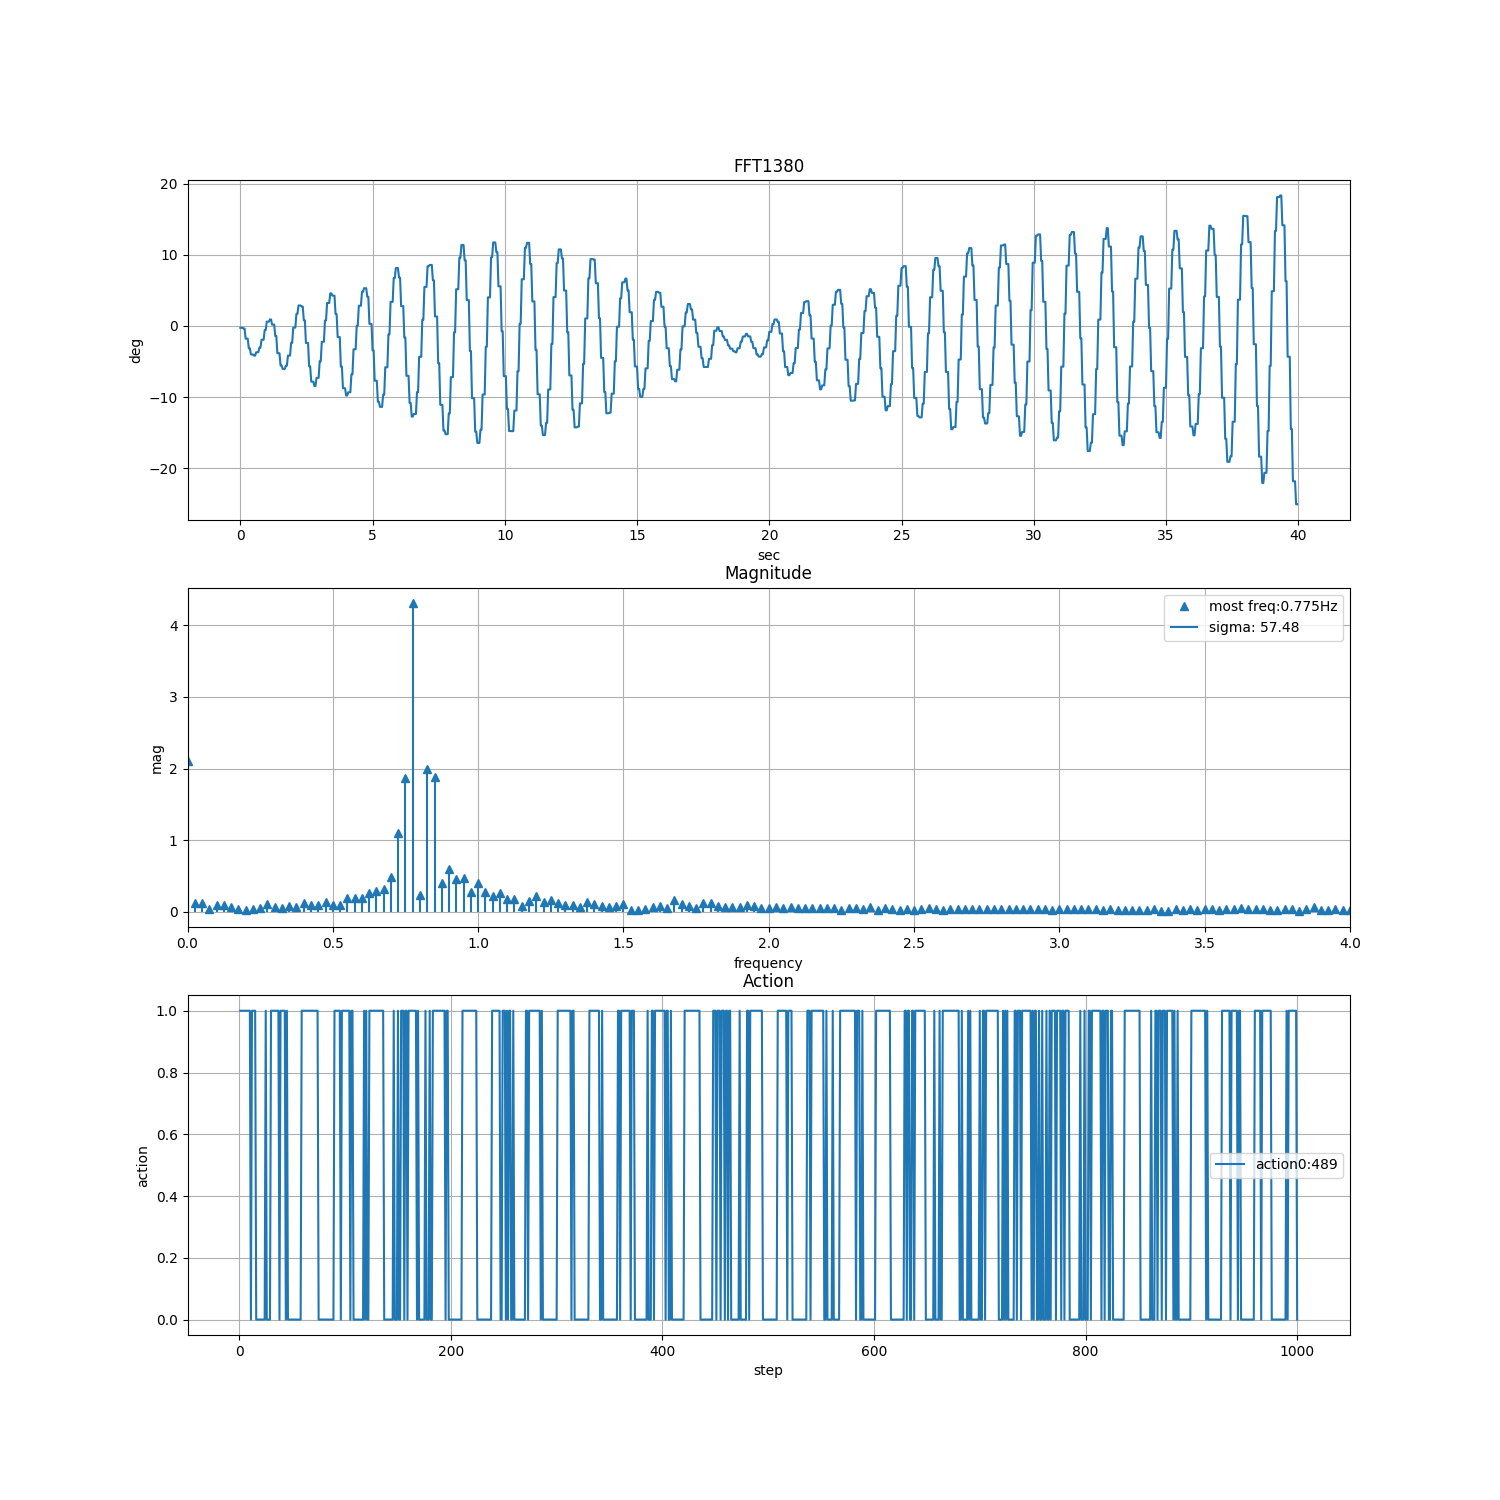 FFT1380
20
10
0
−10
−20
deg
0 5 10 15 20 25 30 35 40
sec
Magnitude
most freq:0.775Hz
sigma: 57.48
4
3
2
1
0
mag
0.0 0.5 1.0 1.5 2.0 2.5 3.0 3.5 4.0
frequency
Action
1.0
0.8
0.6
0.4
0.2
0.0
action
action0:489
0 200 400 600 800 1000
step